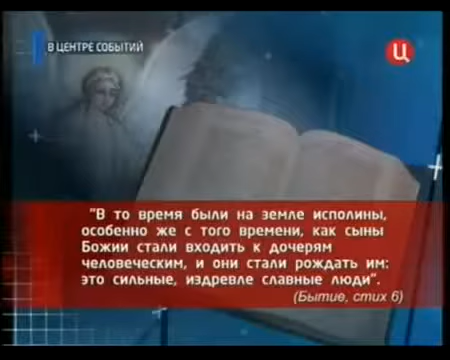 В ЦЕНТРЕ СОБЫТИЙ
Ц
"В то время были на земле исполины,
особенно же с того времени, как сыны
Божии стали входить к дочерям
человеческим, и они стали рождать им:
это сильные, издревле славные люди".
(Бытие, стих 6)